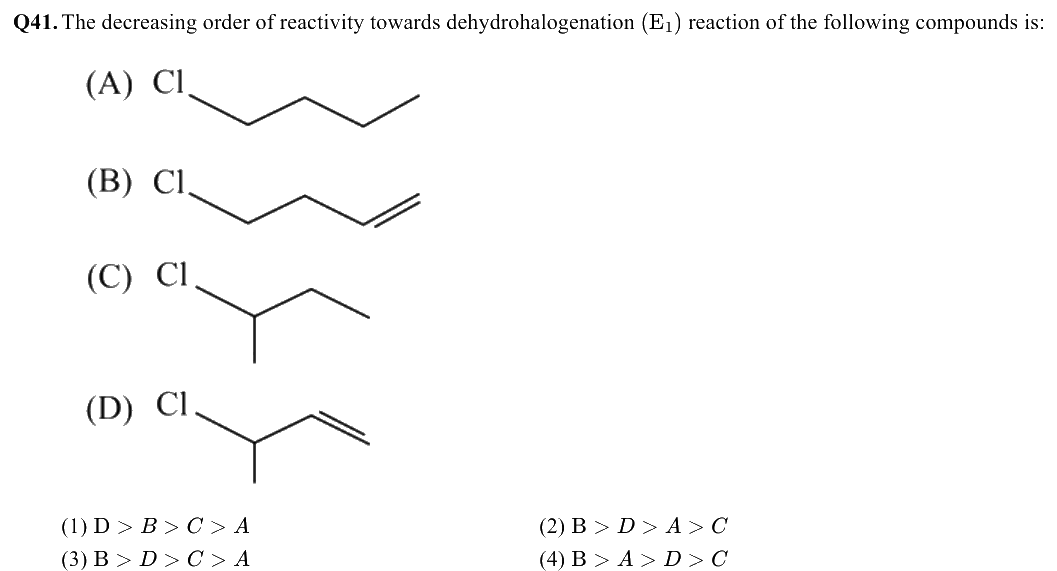 Q41. The decreasing order of reactivity towards dehydrohalogenation (E₁) reaction of the following compounds is:
(A) Cl
(B) Cl
(C) Cl
(D) Cl
(1) D > B > C > A (2) B > D > A > C
(3) B > D > C > A (4) B > A > D > C